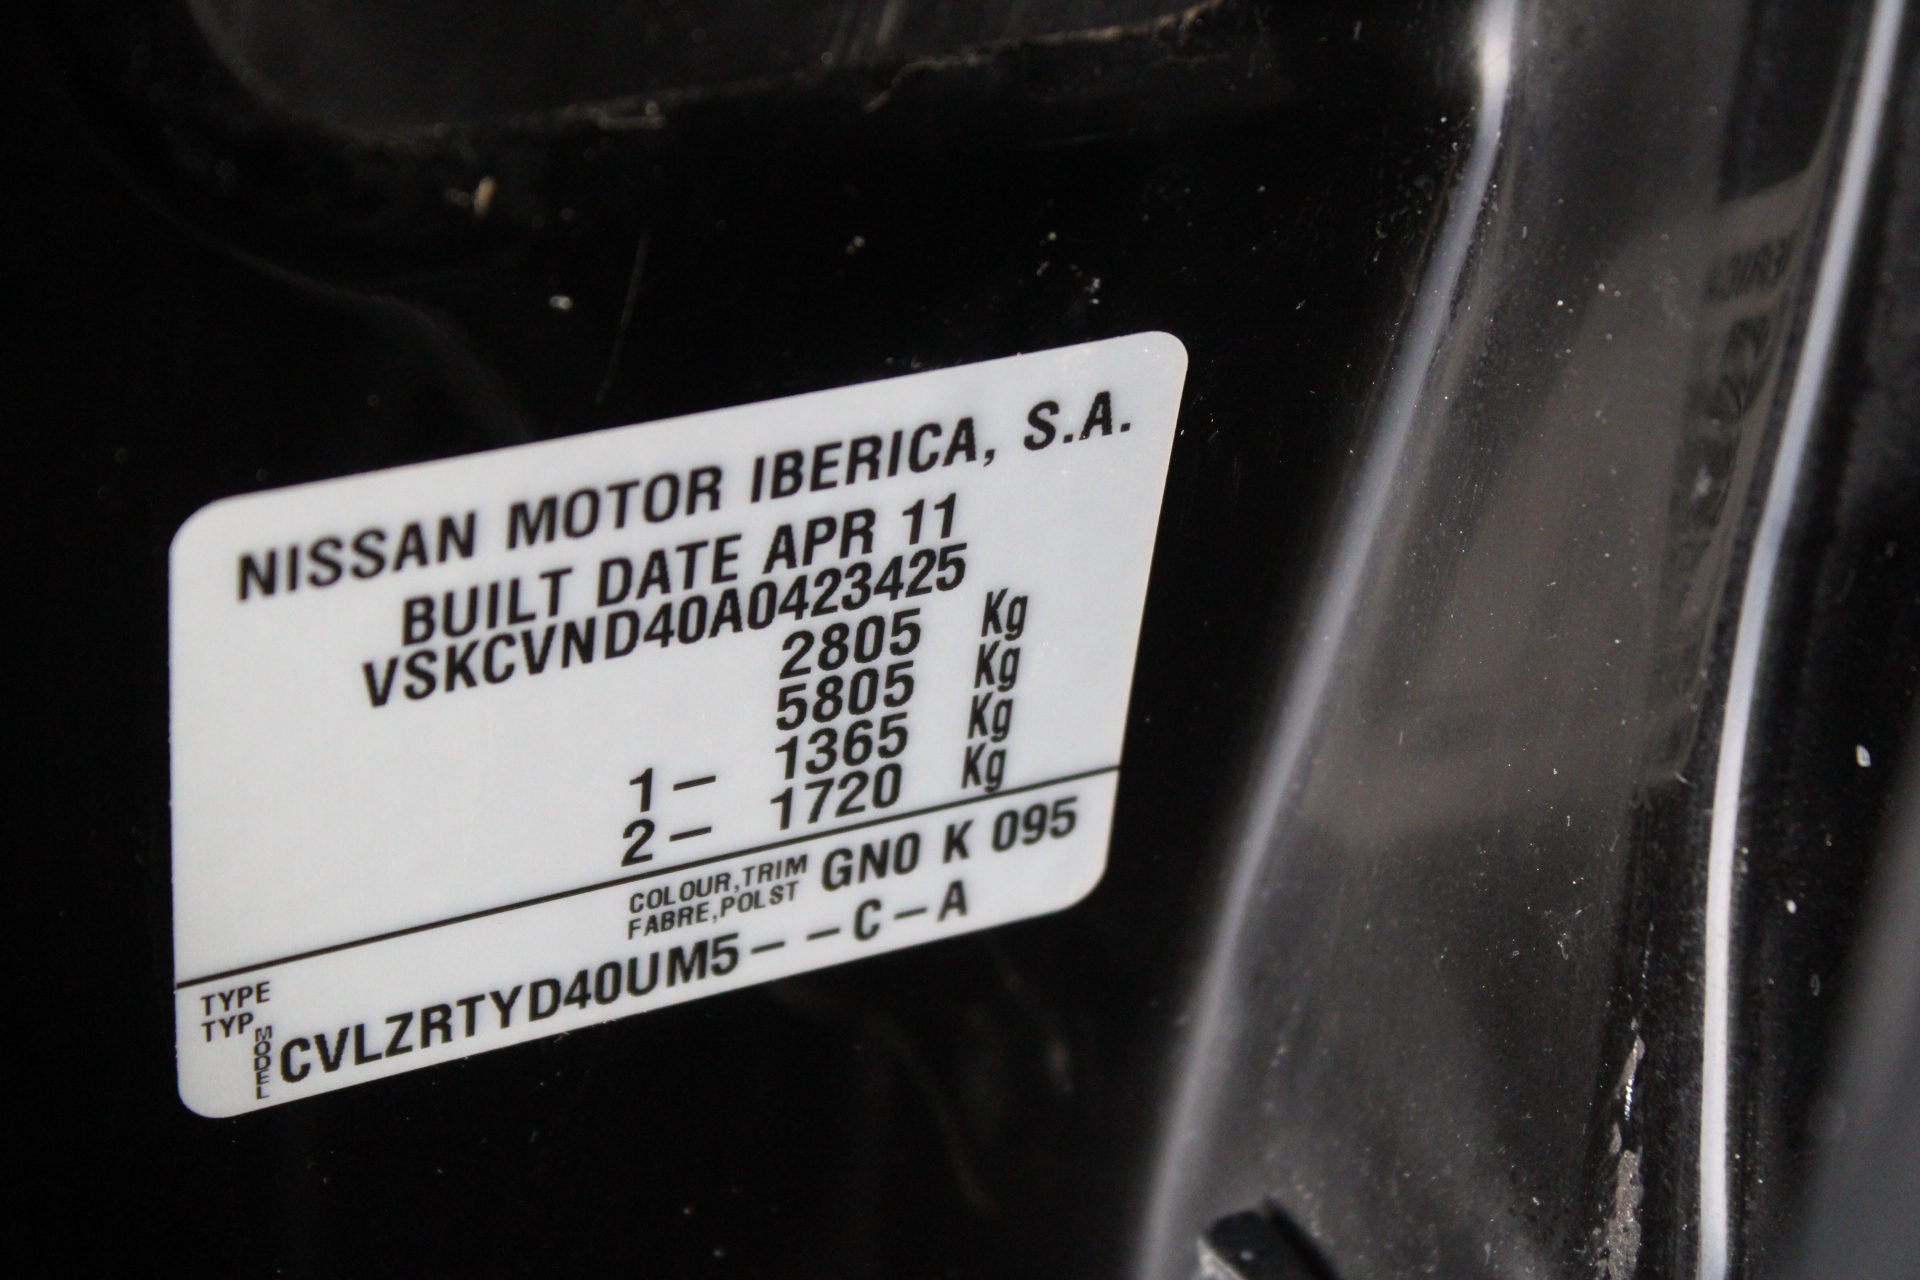 NISSAN MOTOR IBERICA, S.A.
BUILT DATE APR 11
VSKCVND40A0423425
2805 Kg
5805 Kg
1– 1365 Kg
2– 1720 Kg
COLOUR,TRIM GN0 K 095
FABRE,POLST
TYPE
TYP
MODEL CVLZRTYD40UM5––C–A